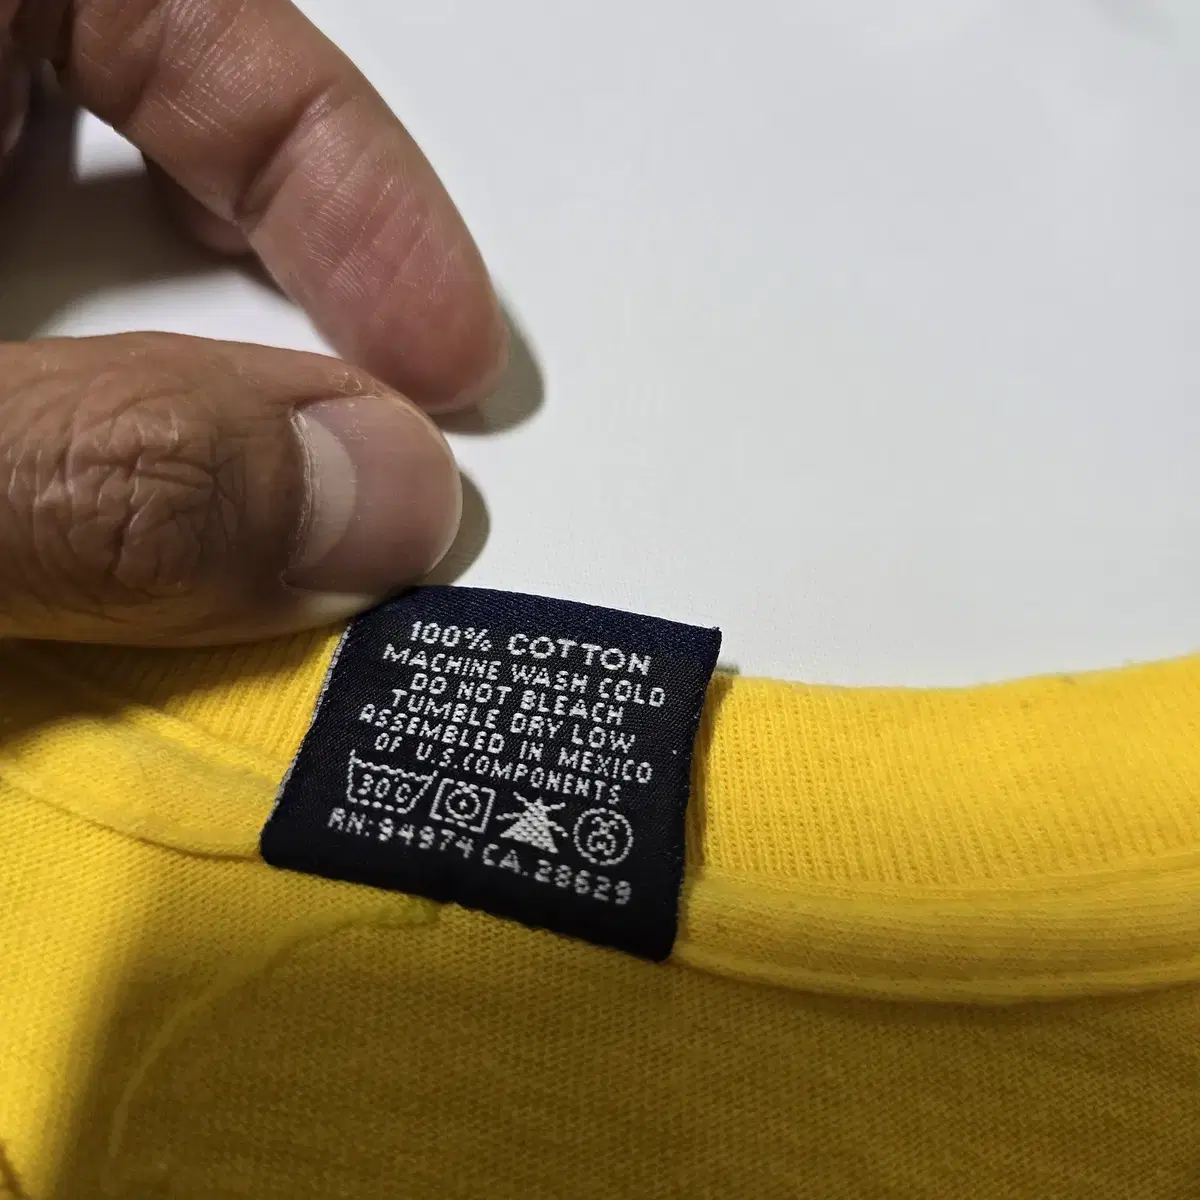 100% COTTON
MACHINE WASH COLD
DO NOT BLEACH
TUMBLE DRY LOW
ASSEMBLED IN MEXICO
OF U.S. COMPONENTS
30C
RN: 94974 CA. 28629